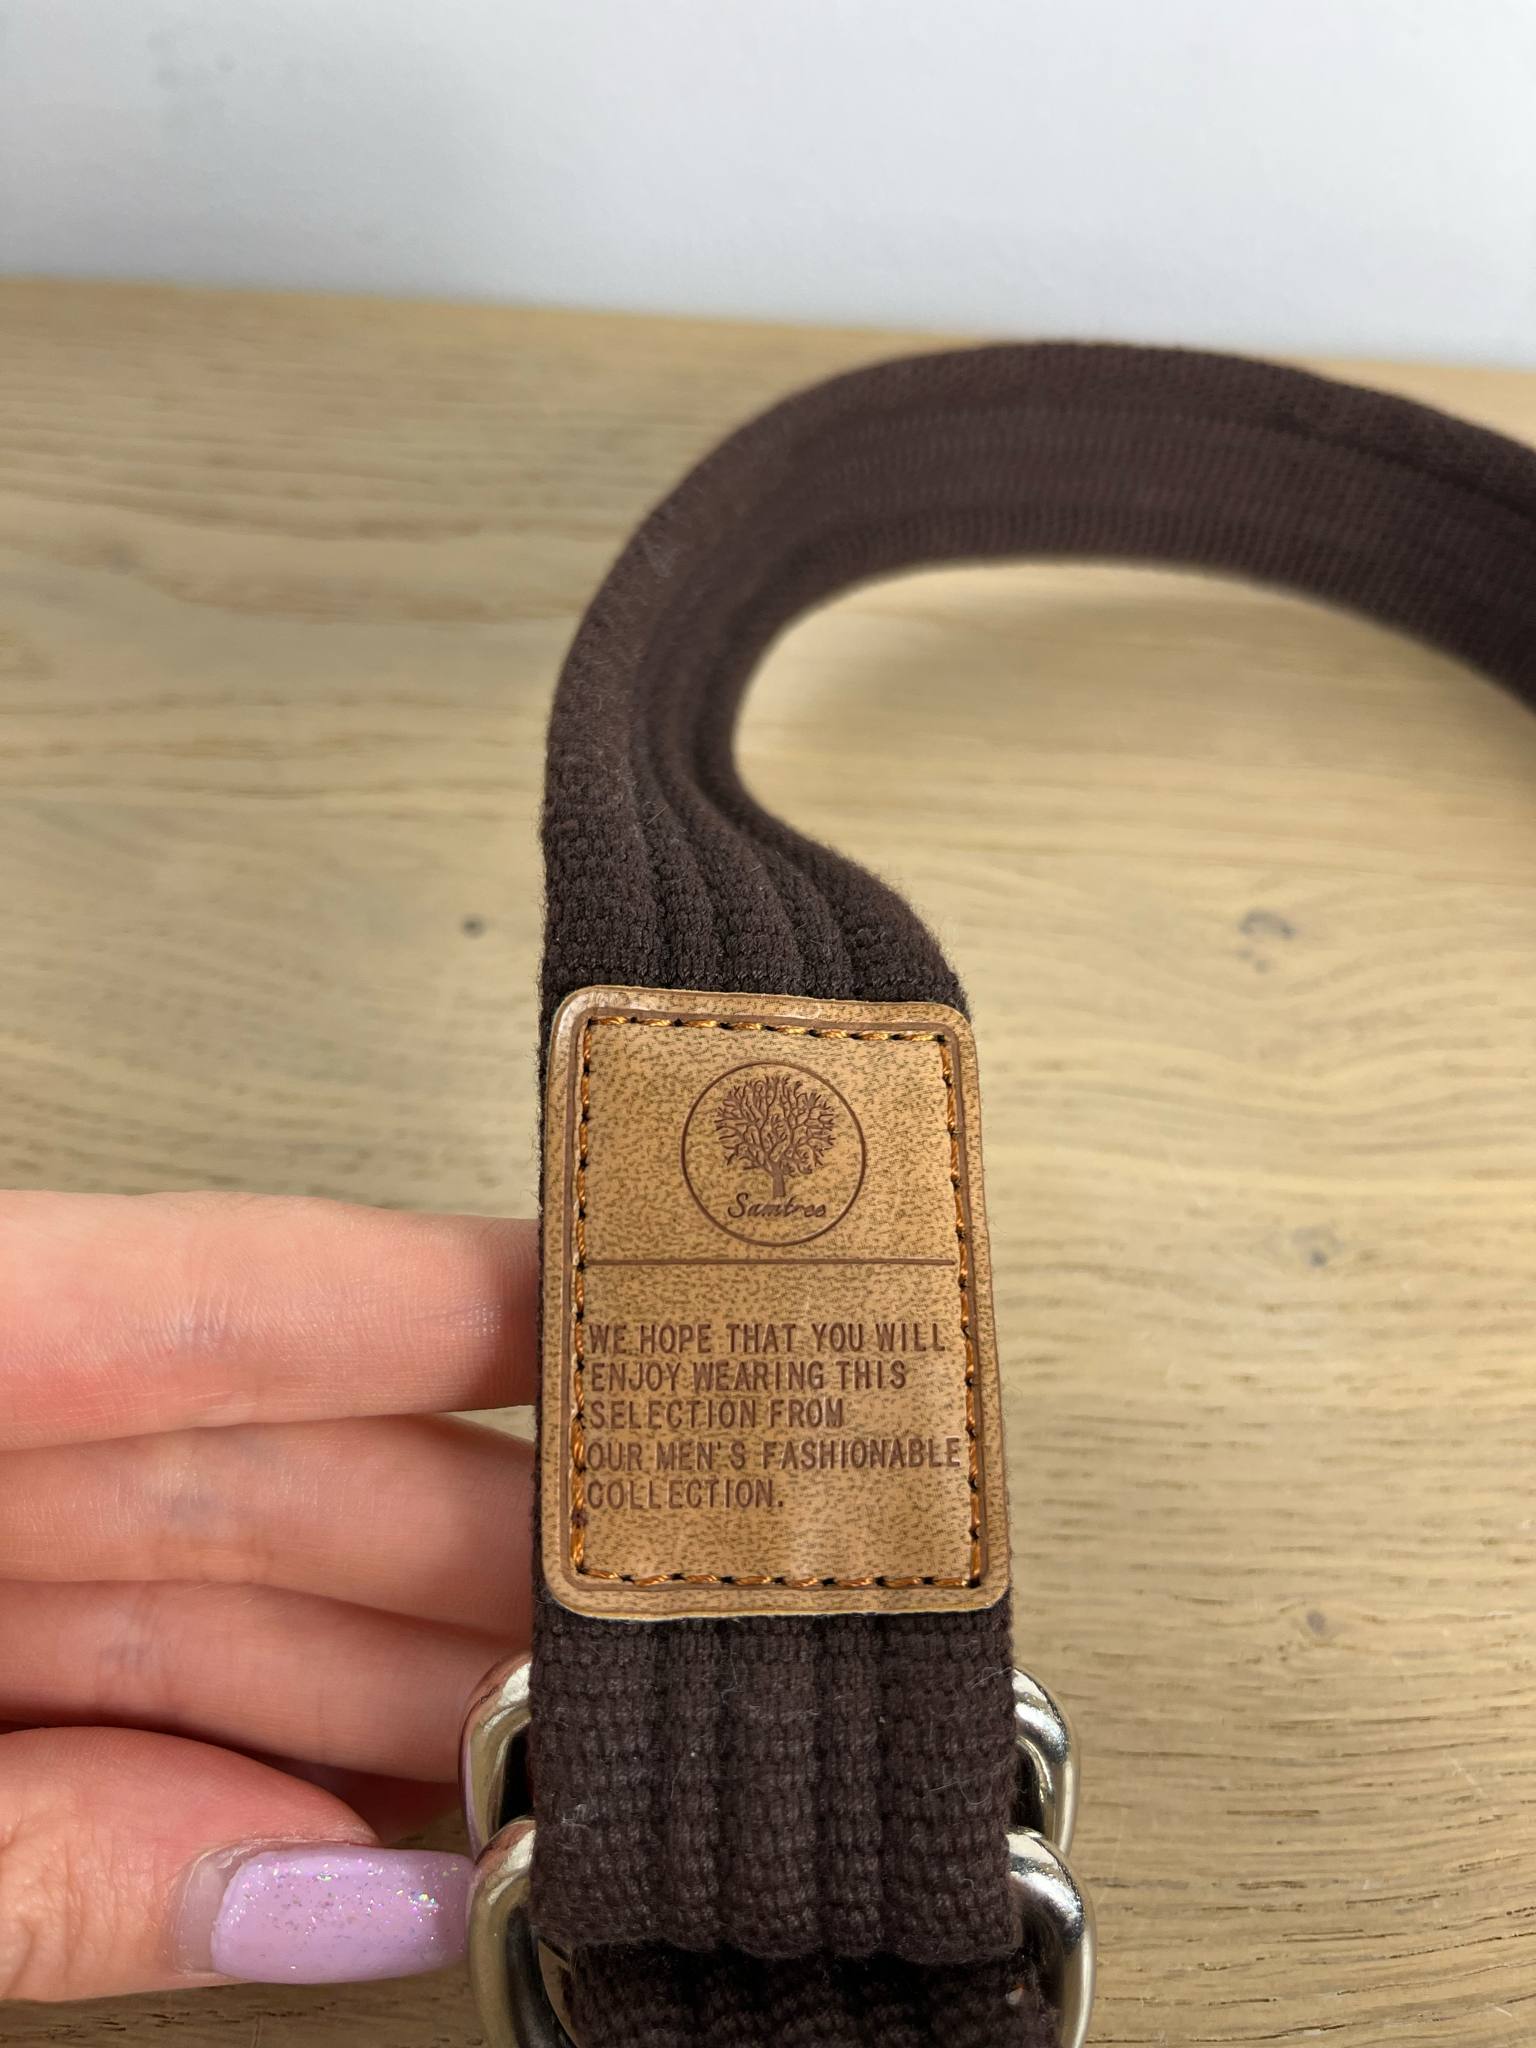 Samtree
WE HOPE THAT YOU WILL
ENJOY WEARING THIS
SELECTION FROM
OUR MEN'S FASHIONABLE
COLLECTION.